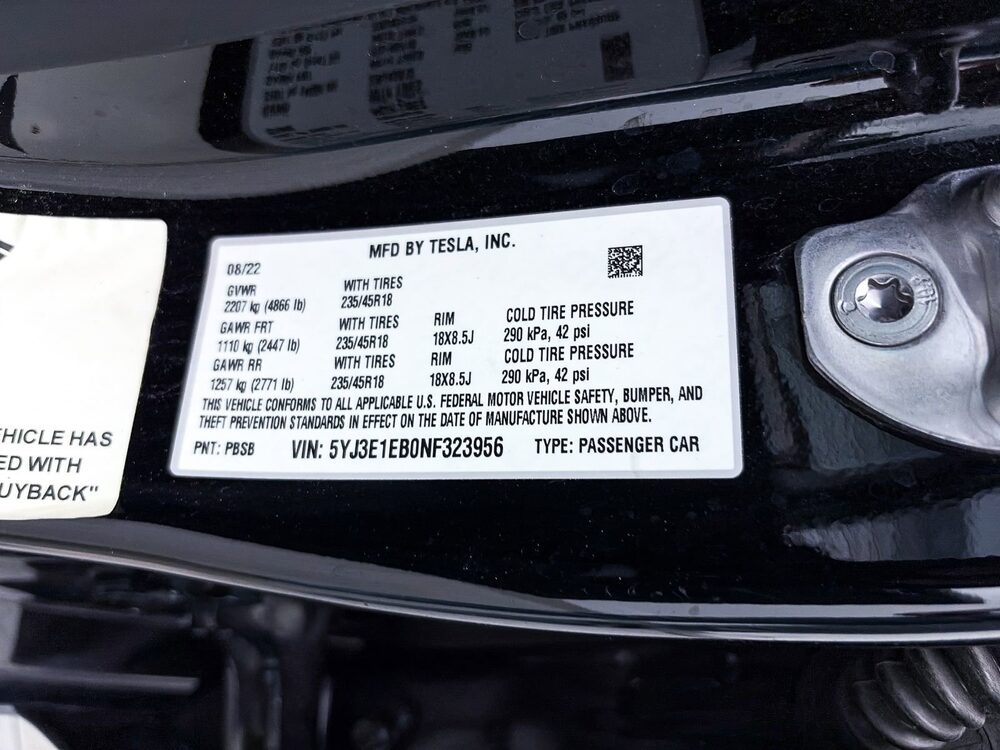 MFD BY TESLA, INC.
08/22
GVWR WITH TIRES
2207 kg (4866 lb) 235/45R18
GAWR FRT WITH TIRES RIM COLD TIRE PRESSURE
1110 kg (2447 lb) 235/45R18 18X8.5J 290 kPa, 42 psi
GAWR RR WITH TIRES RIM COLD TIRE PRESSURE
1257 kg (2771 lb) 235/45R18 18X8.5J 290 kPa, 42 psi
THIS VEHICLE CONFORMS TO ALL APPLICABLE U.S. FEDERAL MOTOR VEHICLE SAFETY, BUMPER, AND
THEFT PREVENTION STANDARDS IN EFFECT ON THE DATE OF MANUFACTURE SHOWN ABOVE.
PNT: PBSB VIN: 5YJ3E1EB0NF323956 TYPE: PASSENGER CAR
EHICLE HAS
ED WITH
UYBACK"